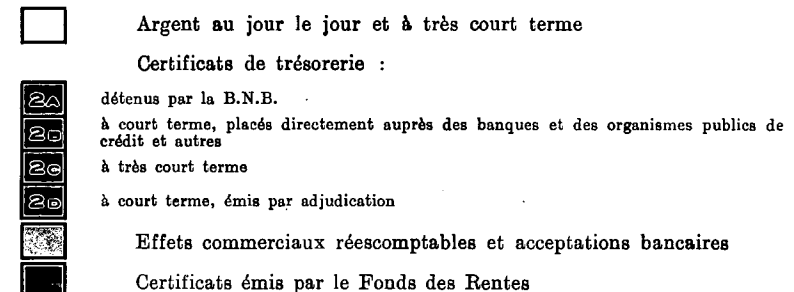 Argent au jour le jour et à très court terme
Certificats de trésorerie :
2A détenus par la B.N.B.
2B à court terme, placés directement auprès des banques et des organismes publics de
crédit et autres
2C à très court terme
2D à court terme, émis par adjudication
Effets commerciaux réescomptables et acceptations bancaires
Certificats émis par le Fonds des Rentes